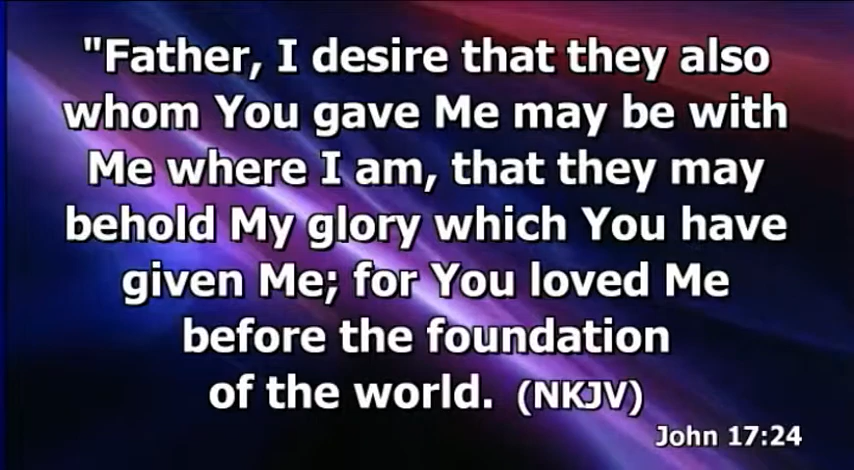 "Father, I desire that they also
whom You gave Me may be with
Me where I am, that they may
behold My glory which You have
given Me; for You loved Me
before the foundation
of the world. (NKJV)
John 17:24